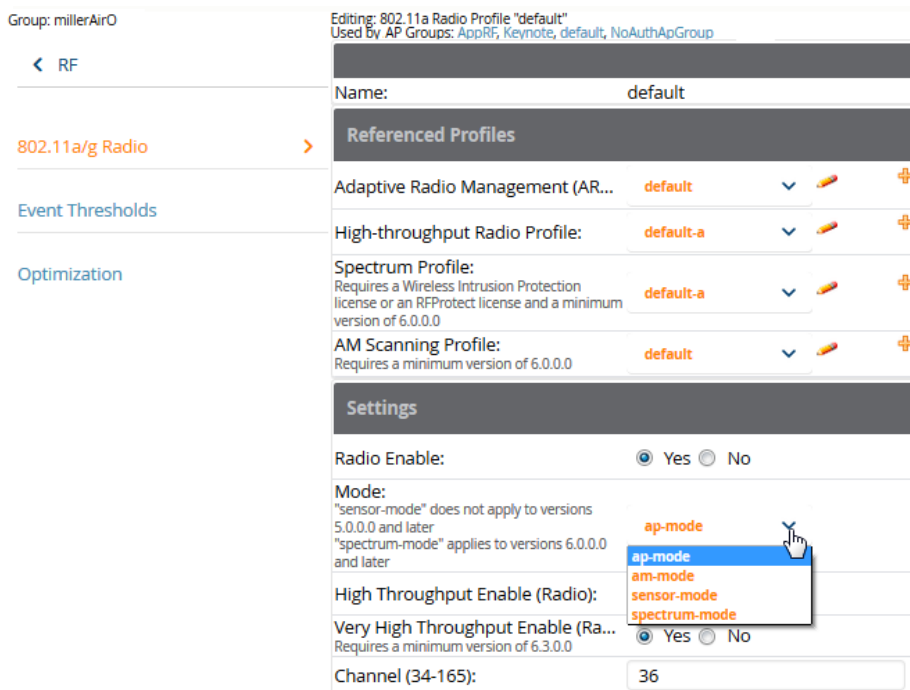 Group: millerAirO
Editing: 802.11a Radio Profile "default"
Used by AP Groups: AppRF, Keynote, default, NoAuthApGroup
RF
Name: default
802.11a/g Radio
Event Thresholds
Optimization
Referenced Profiles
Adaptive Radio Management (AR... default
High-throughput Radio Profile: default-a
Spectrum Profile:
Requires a Wireless Intrusion Protection
license or an RFProtect license and a minimum
version of 6.0.0.0
default-a
AM Scanning Profile:
Requires a minimum version of 6.0.0.0
default
Settings
Radio Enable: Yes No
Mode:
"sensor-mode" does not apply to versions
5.0.0.0 and later
"spectrum-mode" applies to versions 6.0.0.0
and later
ap-mode
ap-mode
am-mode
sensor-mode
spectrum-mode
High Throughput Enable (Radio):
Very High Throughput Enable (Ra... Yes No
Requires a minimum version of 6.3.0.0
Channel (34-165): 36